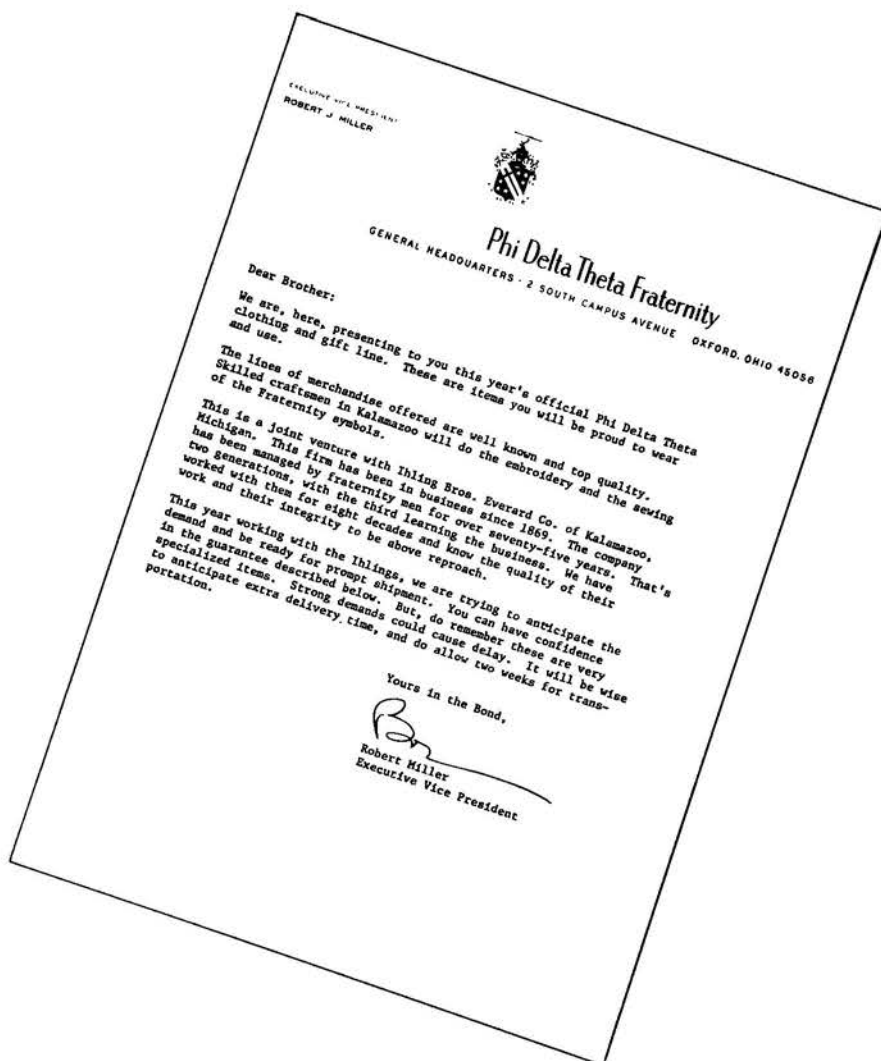 EXECUTIVE VICE PRESIDENT
ROBERT J MILLER
Phi Delta Theta Fraternity
GENERAL HEADQUARTERS · 2 SOUTH CAMPUS AVENUE OXFORD, OHIO 45056
Dear Brother:
We are, here, presenting to you this year's official Phi Delta Theta
clothing and gift line. These are items you will be proud to wear
and use.
The lines of merchandise offered are well known and top quality.
Skilled craftsmen in Kalamazoo will do the embroidery and the sewing
of the Fraternity symbols.
This is a joint venture with Ihling Bros. Everard Co. of Kalamazoo,
Michigan. This firm has been in business since 1869. The company,
has been managed by fraternity men for over seventy-five years. That's
two generations, with the third learning the business. We have
worked with them for eight decades and know the quality of their
work and their integrity to be above reproach.
This year working with the Ihlings, we are trying to anticipate the
demand and be ready for prompt shipment. You can have confidence
in the guarantee described below. But, do remember these are very
specialized items. Strong demands could cause delay. It will be wise
to anticipate extra delivery time, and do allow two weeks for trans-
portation.
Yours in the Bond,
Robert Miller
Executive Vice President